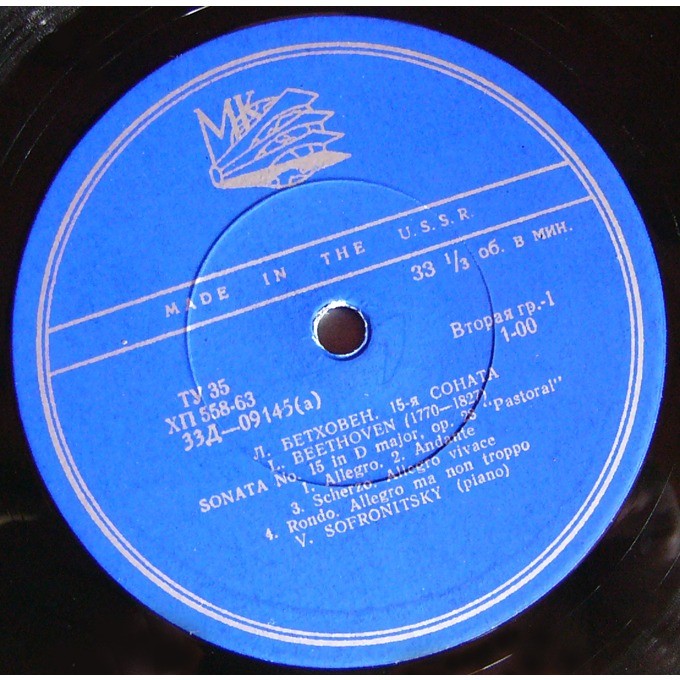 МК
MADE IN THE U.S.S.R.
33 1/3 об. в мин.
Вторая гр.-1
1-00
ТУ 35
ХП 558-63
33Д—09145(а)
Л. БЕТХОВЕН. 15-я СОНАТА
L. BEETHOVEN (1770—1827)
SONATA No. 15 in D major, op. 28 "Pastoral"
1. Allegro, 2. Andante
3. Scherzo. Allegro vivace
4. Rondo. Allegro ma non troppo
V. SOFRONITSKY (piano)